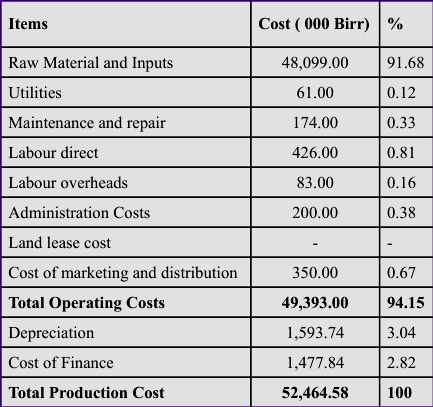 Items Cost ( 000 Birr) %
Raw Material and Inputs 48,099.00 91.68
Utilities 61.00 0.12
Maintenance and repair 174.00 0.33
Labour direct 426.00 0.81
Labour overheads 83.00 0.16
Administration Costs 200.00 0.38
Land lease cost - -
Cost of marketing and distribution 350.00 0.67
Total Operating Costs 49,393.00 94.15
Depreciation 1,593.74 3.04
Cost of Finance 1,477.84 2.82
Total Production Cost 52,464.58 100